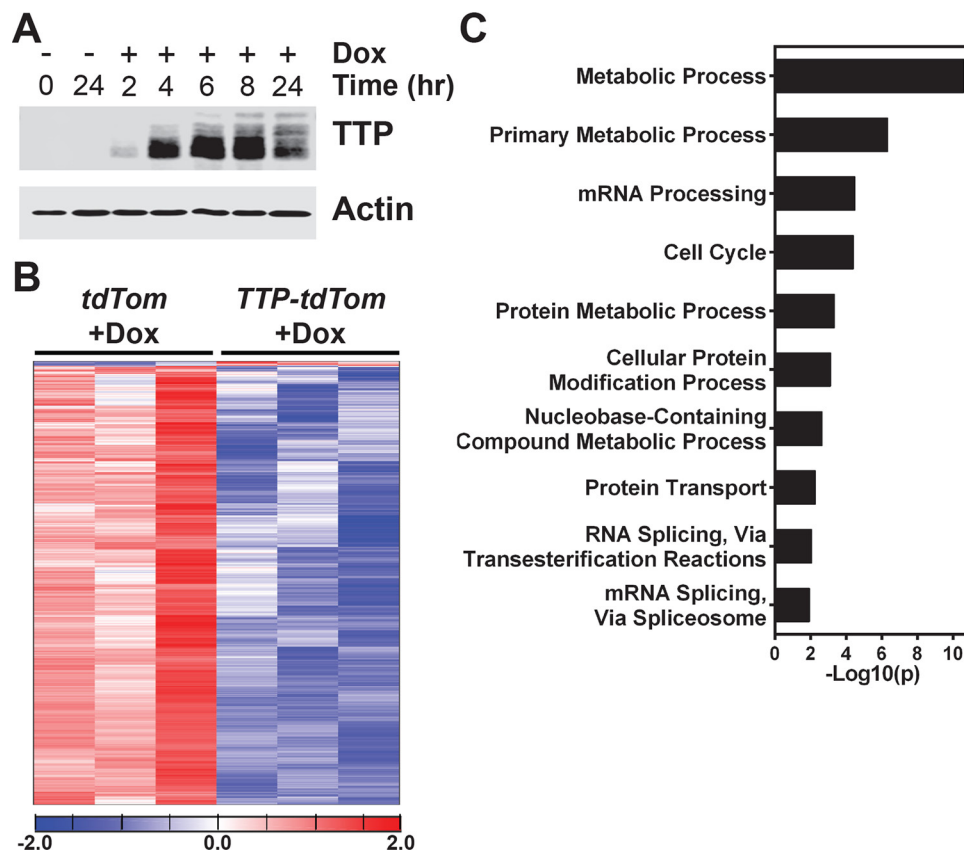 A
- - + + + + + Dox
0 24 2 4 6 8 24 Time (hr)
TTP
Actin
B
tdTom TTP-tdTom
+Dox +Dox
-2.0 0.0 2.0
C
Metabolic Process
Primary Metabolic Process
mRNA Processing
Cell Cycle
Protein Metabolic Process
Cellular Protein
Modification Process
Nucleobase-Containing
Compound Metabolic Process
Protein Transport
RNA Splicing, Via
Transesterification Reactions
mRNA Splicing,
Via Spliceosome
0 2 4 6 8 10
-Log10(p)